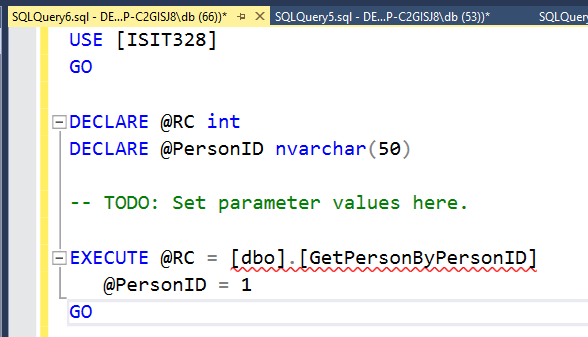 SQLQuery6.sql - DE...P-C2GISJ8\db (66))* SQLQuery5.sql - DE...P-C2GISJ8\db (53))* SQLQuery
USE [ISIT328]
GO
DECLARE @RC int
DECLARE @PersonID nvarchar(50)
-- TODO: Set parameter values here.
EXECUTE @RC = [dbo].[GetPersonByPersonID]
@PersonID = 1
GO